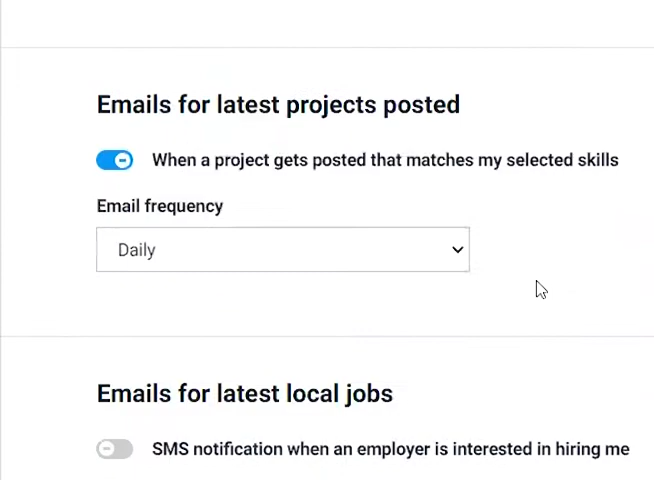 Emails for latest projects posted
When a project gets posted that matches my selected skills
Email frequency
Daily
Emails for latest local jobs
SMS notification when an employer is interested in hiring me